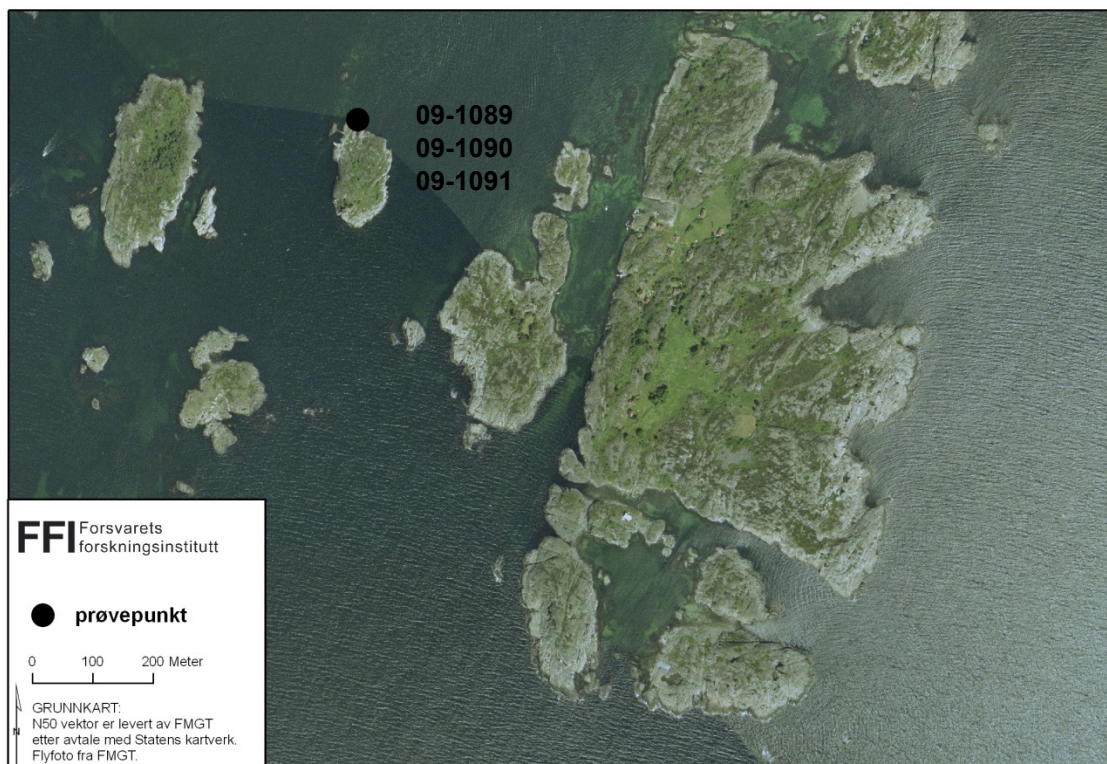 09-1089
09-1090
09-1091
FFI Forsvarets
forskningsinstitutt
prøvepunkt
0 100 200 Meter
N
GRUNNKART:
N50 vektor er levert av FMGT
etter avtale med Statens kartverk.
Flyfoto fra FMGT.